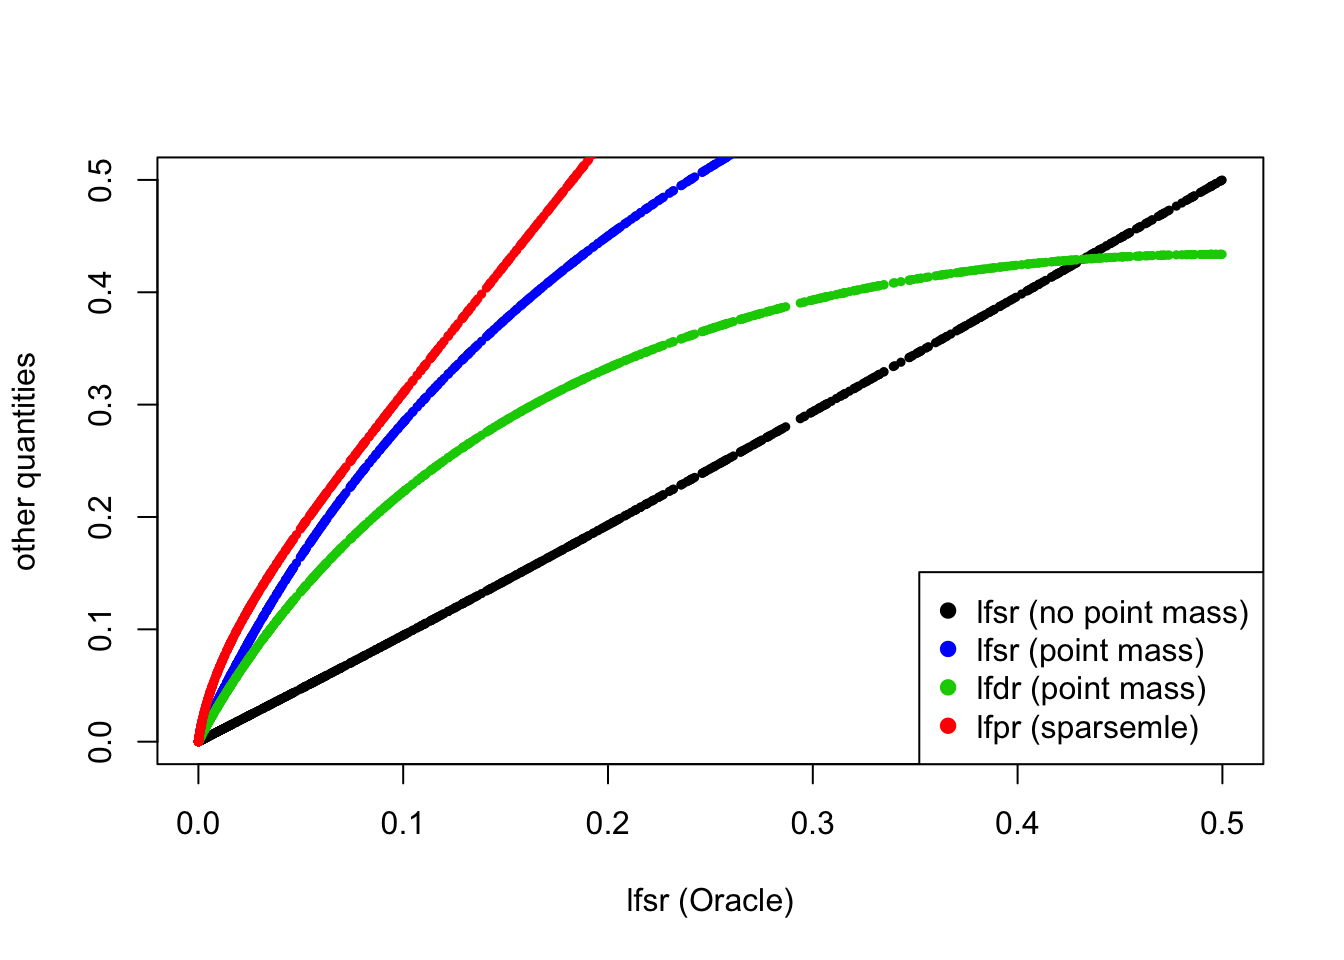 0.5
0.4
0.3
0.2
0.1
0.0
other quantities
lfsr (no point mass)
lfsr (point mass)
lfdr (point mass)
lfpr (sparsemle)
0.0 0.1 0.2 0.3 0.4 0.5
lfsr (Oracle)